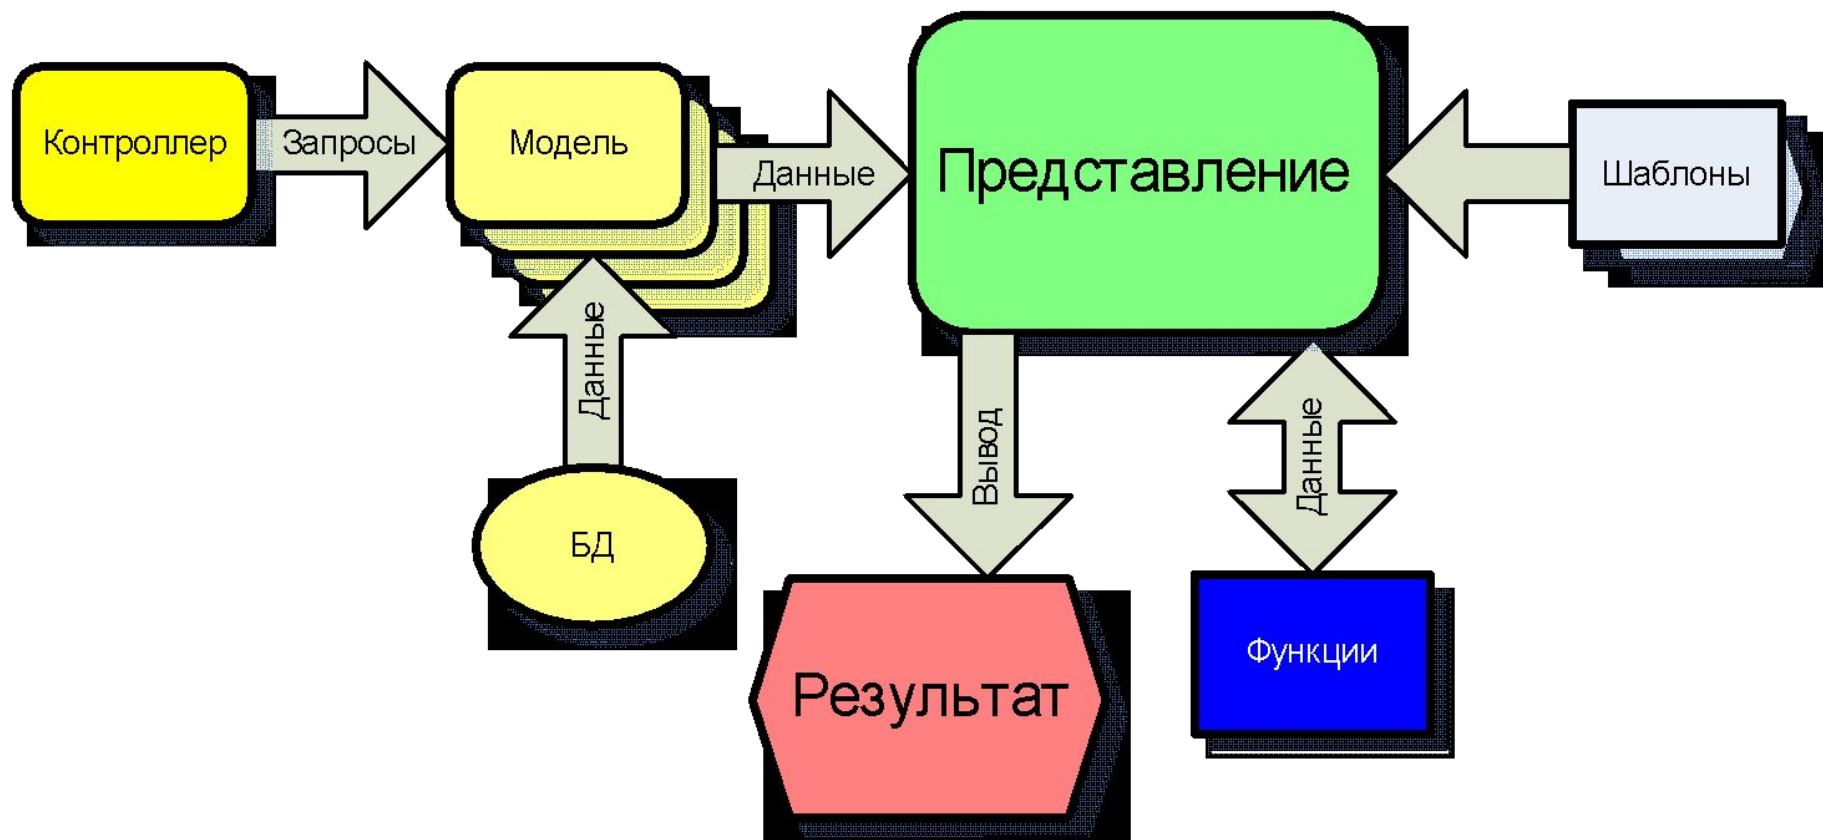 Контроллер
Запросы
Модель
Данные
Представление
Шаблоны
Данные
Вывод
Данные
БД
Результат
Функции